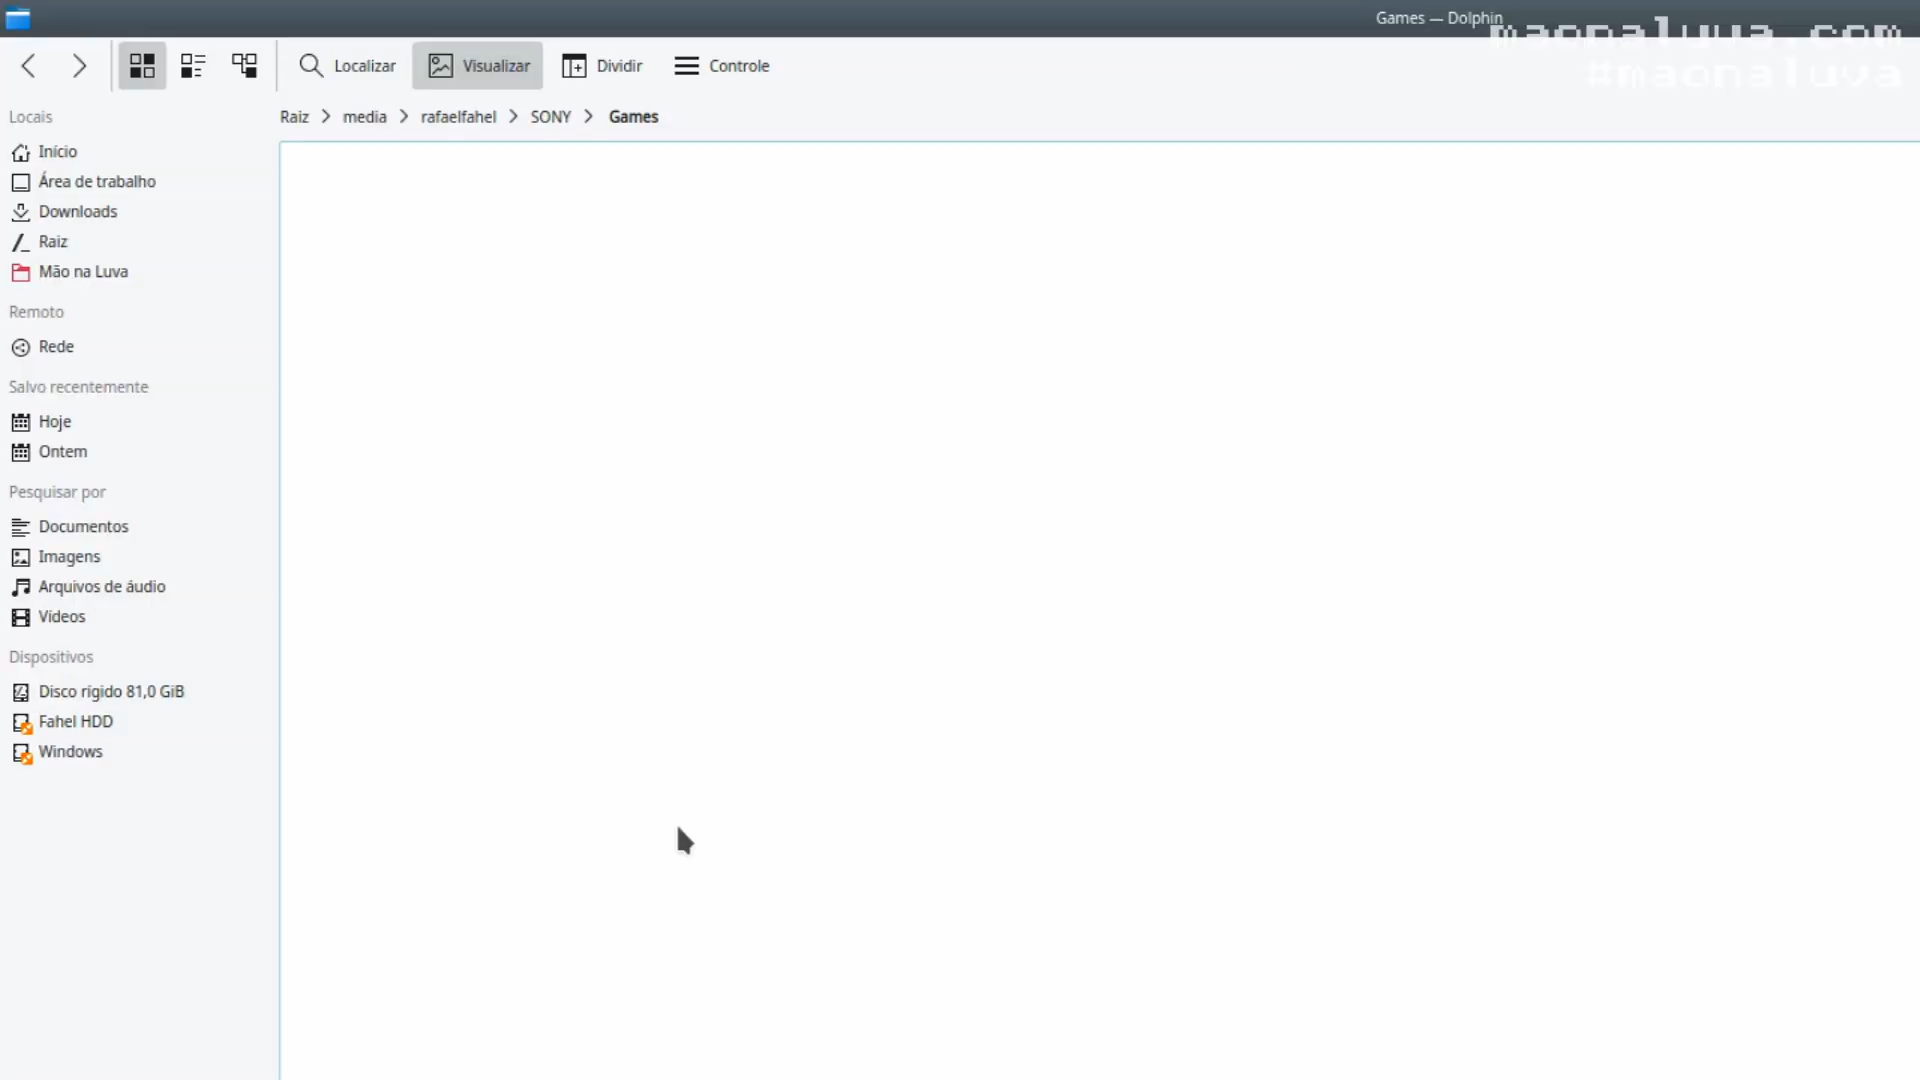 Games — Dolphin
maonaluva.com
#maonaluva
Localizar
Visualizar
Dividir
Controle
Raiz
media
rafaelfahel
SONY
Games
Locais
Início
Área de trabalho
Downloads
Raiz
Mão na Luva
Remoto
Rede
Salvo recentemente
Hoje
Ontem
Pesquisar por
Documentos
Imagens
Arquivos de áudio
Vídeos
Dispositivos
Disco rígido 81,0 GiB
Fahel HDD
Windows